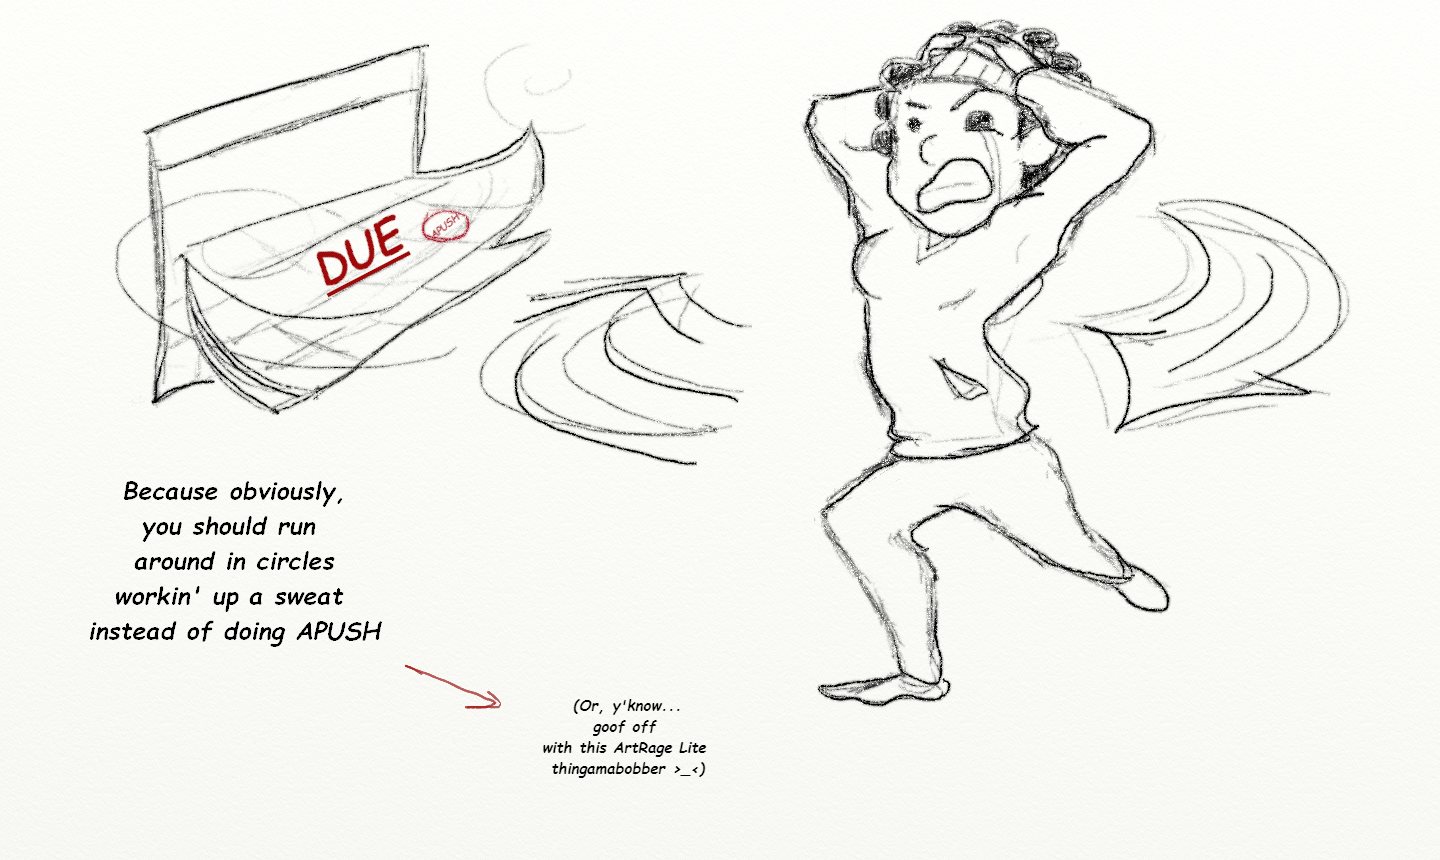 DUE
APUSH
Because obviously,
you should run
around in circles
workin' up a sweat
instead of doing APUSH
(Or, y'know...
goof off
with this ArtRage Lite
thingamabobber >_<)